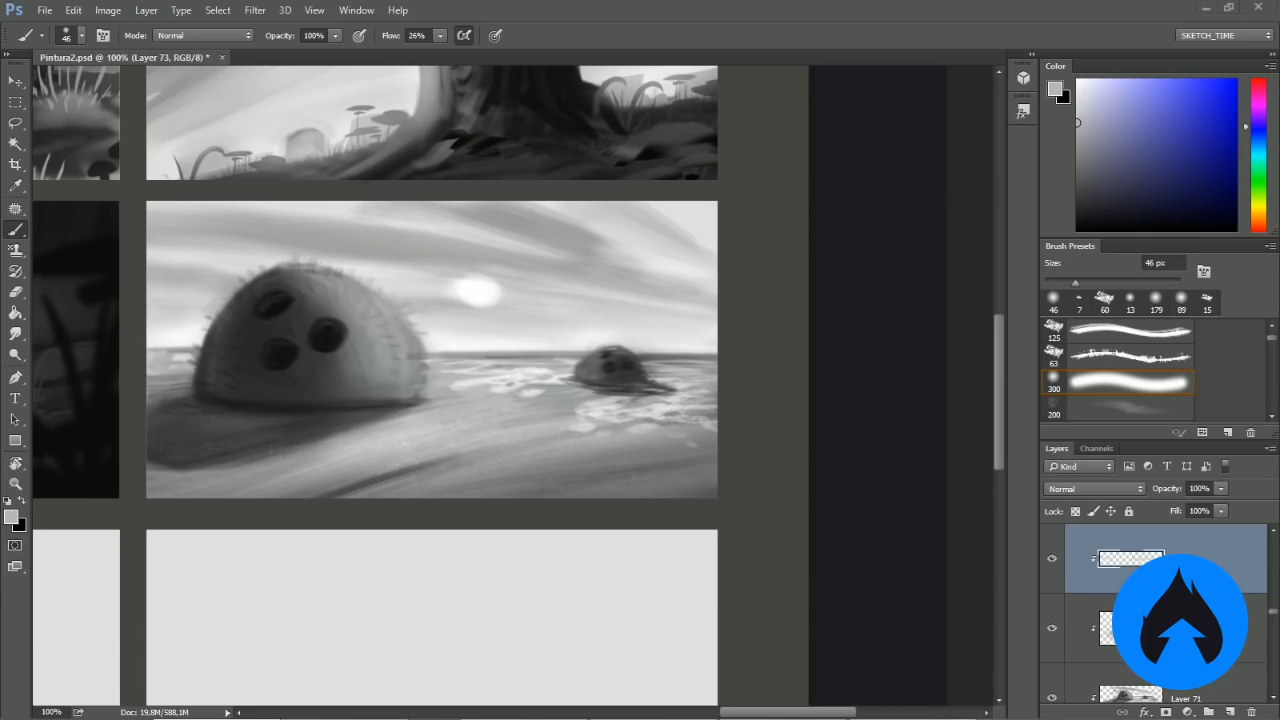 Ps File Edit Image Layer Type Select Filter 3D View Window Help
46 Mode: Normal Opacity: 100% Flow: 26% SKETCH_TIME
Pintura2.psd @ 100% (Layer 73, RGB/8) * ×
Color
Brush Presets
Size: 46 px
46 7 60 13 179 89 15
125
63
300
200
Layers Channels
Kind
Normal Opacity: 100%
Lock: Fill: 100%
Layer 71
100% Doc: 19,8M/588,1M
fx